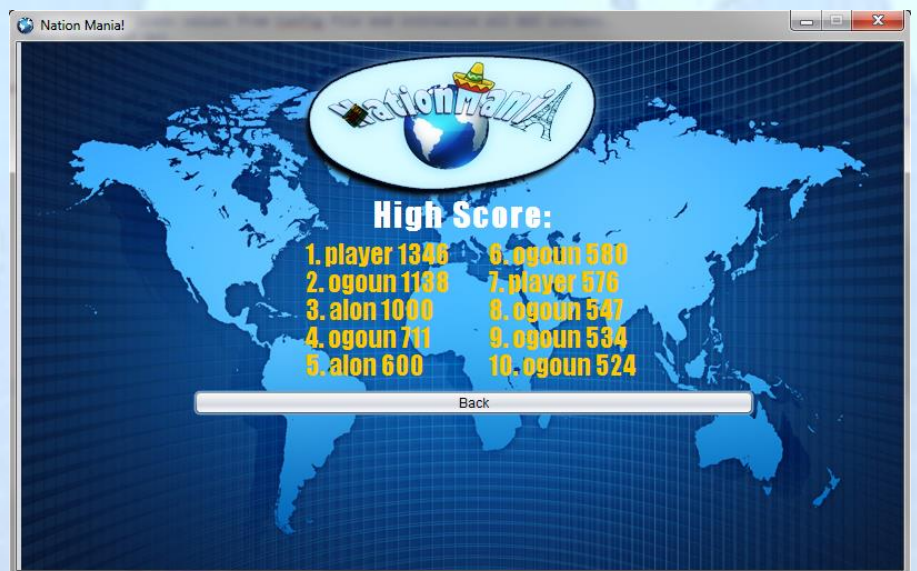 Nation Mania!
NationMania
High Score:
1. player 1346
2. ogoun 1138
3. alon 1000
4. ogoun 711
5. alon 600
6. ogoun 580
7. player 576
8. ogoun 547
9. ogoun 534
10. ogoun 524
Back